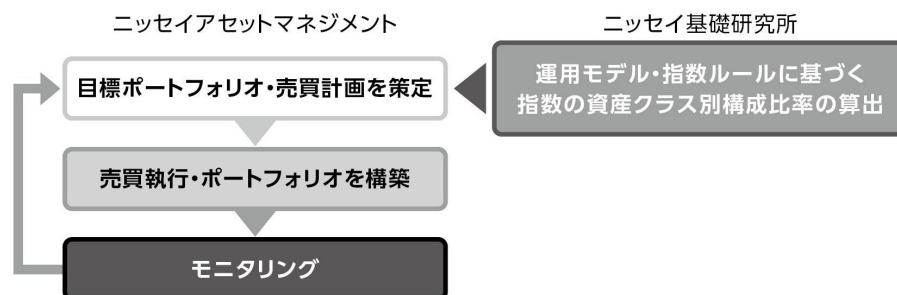 ニッセイアセットマネジメント
ニッセイ基礎研究所
目標ポートフォリオ・売買計画を策定
運用モデル・指数ルールに基づく
指数の資産クラス別構成比率の算出
売買執行・ポートフォリオを構築
モニタリング